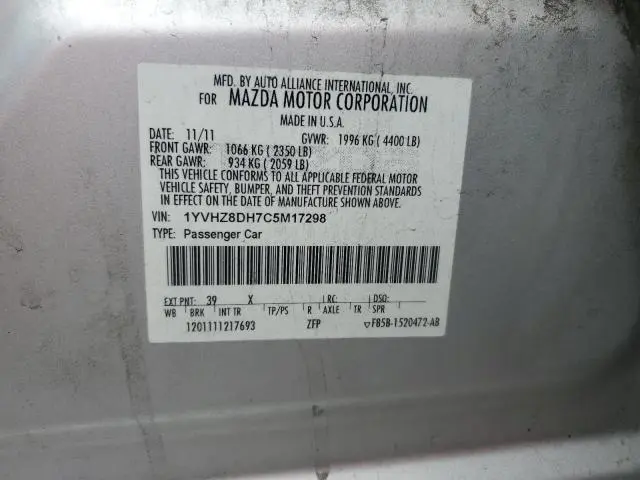 MFD. BY AUTO ALLIANCE INTERNATIONAL, INC.
FOR MAZDA MOTOR CORPORATION
MADE IN U.S.A.
DATE: 11/11 GVWR: 1996 KG ( 4400 LB)
FRONT GAWR: 1066 KG ( 2350 LB)
REAR GAWR: 934 KG ( 2059 LB)
THIS VEHICLE CONFORMS TO ALL APPLICABLE FEDERAL MOTOR
VEHICLE SAFETY, BUMPER, AND THEFT PREVENTION STANDARDS
IN EFFECT ON THE DATE OF MANUFACTURE SHOWN ABOVE.
VIN: 1YVHZ8DH7C5M17298
TYPE: Passenger Car
EXT PNT: 39 X RC: DSO:
WB BRK INT TR TP/PS R AXLE TR SPR
1201111217693 ZFP ▽F85B-1520472-AB